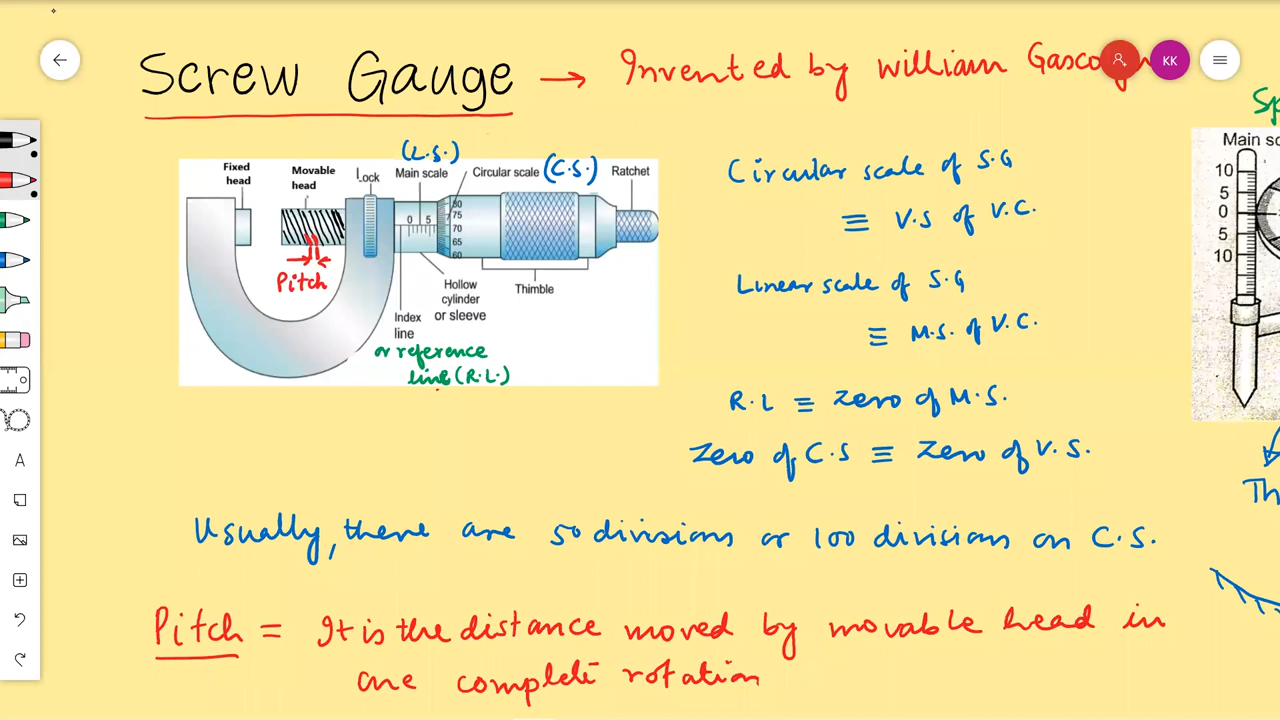 Screw Gauge → Invented by william
KK
Sp
Fixed head
Movable head
Lock
(L.S.)
Main scale
Circular scale (C.S.)
Ratchet
0 5
80
75
70
65
60
Pitch
Hollow cylinder or sleeve
Thimble
Index line
or reference
line (R.L.)
Circular scale of S.G
≡ V.S of V.C.
Linear scale of S.G
≡ M.S. of V.C.
R.L ≡ Zero of M.S.
Zero of C.S ≡ Zero of V.S.
Main sc
10
5
0
5
10
Th
Usually, there are 50 divisions or 100 divisions on C.S.
Pitch = It is the distance moved by movable head in
one complete rotation
A